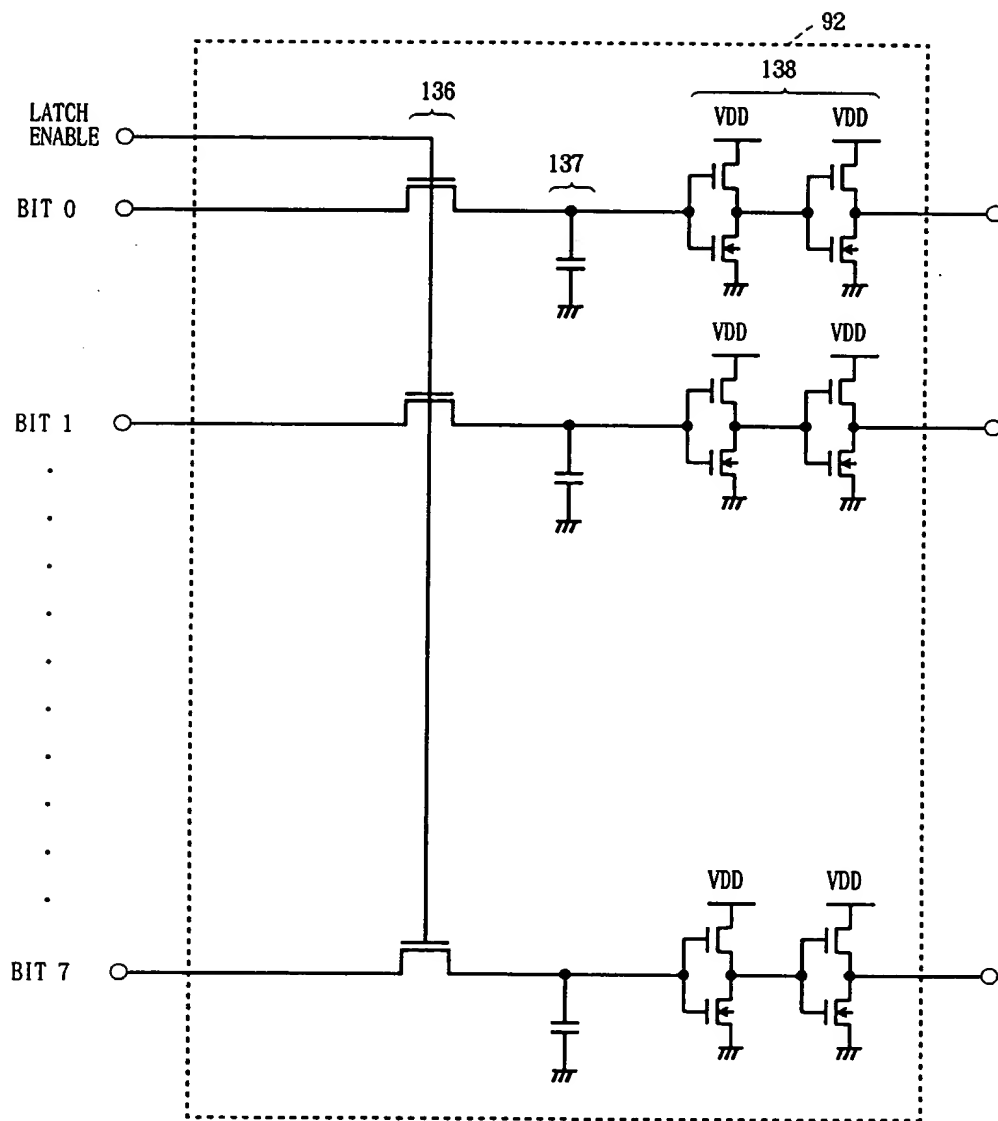 92
136
138
LATCH
ENABLE
VDD VDD
137
BIT 0
VDD VDD
BIT 1
VDD VDD
BIT 7